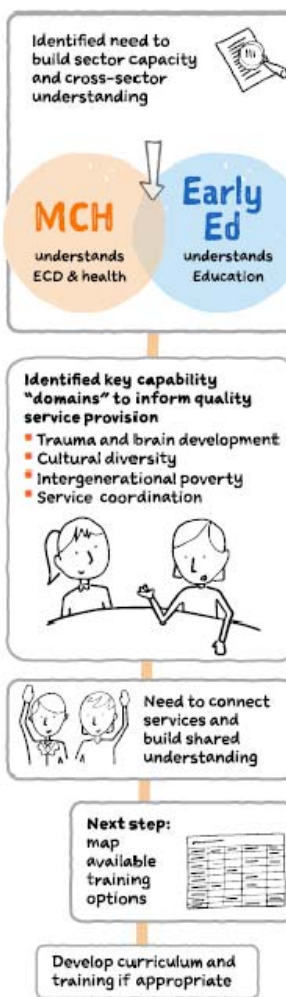 Identified need to
build sector capacity
and cross-sector
understanding
MCH
understands
ECD & health
Early
Ed
understands
Education
Identified key capability
"domains" to inform quality
service provision
Trauma and brain development
Cultural diversity
Intergenerational poverty
Service coordination
Need to connect
services and
build shared
understanding
Next step:
map
available
training
options
Develop curriculum and
training if appropriate